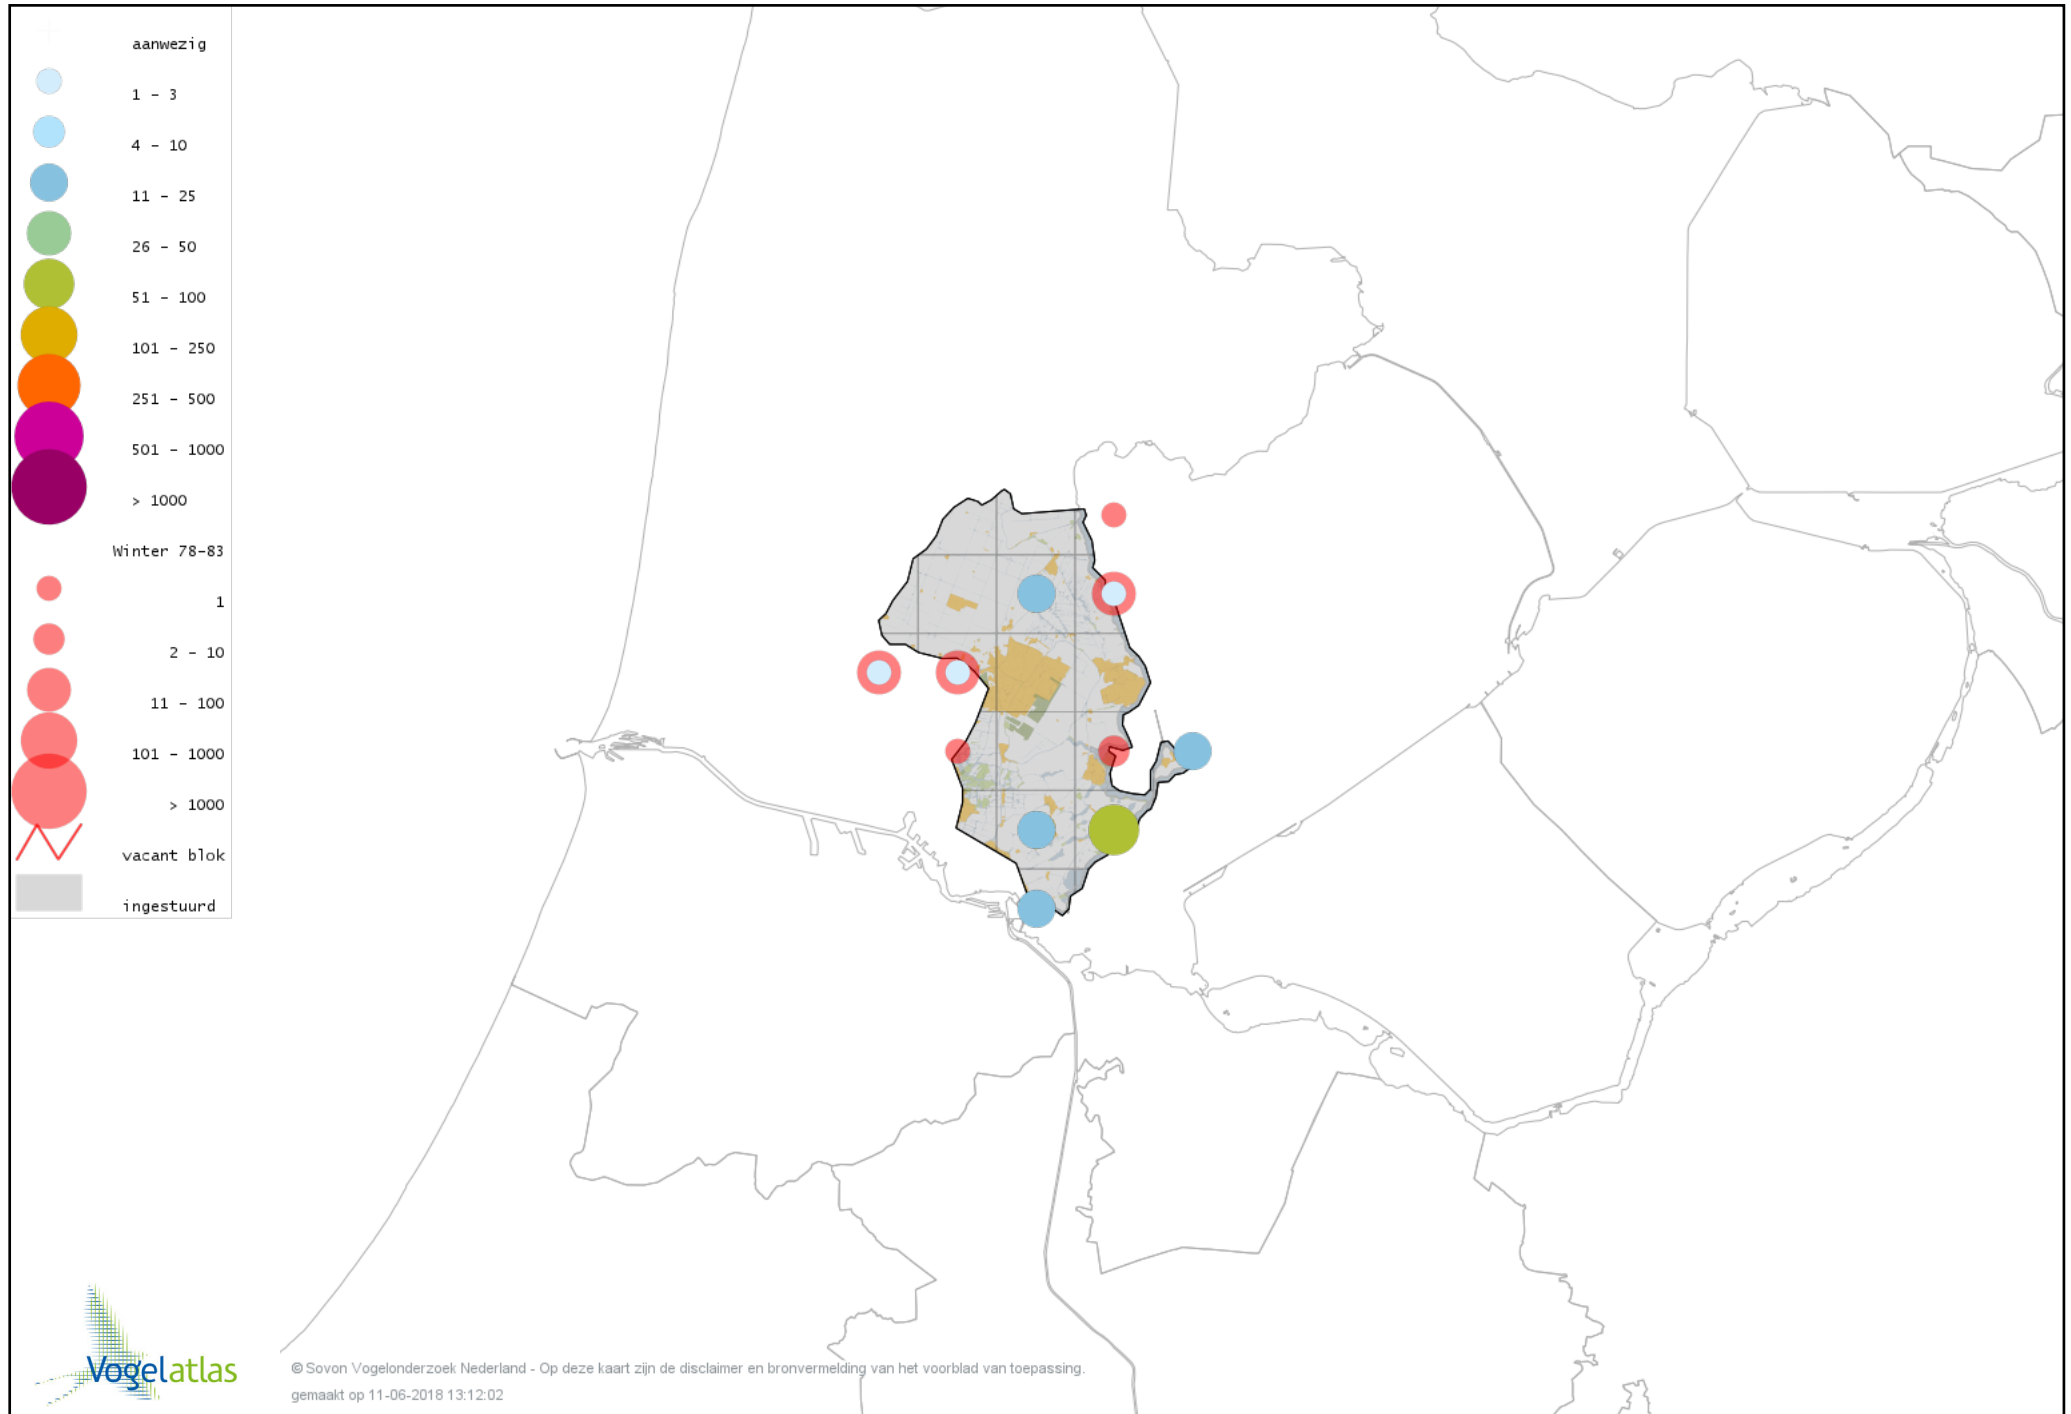 aanwezig
1 - 3
4 - 10
11 - 25
26 - 50
51 - 100
101 - 250
251 - 500
501 - 1000
> 1000
Winter 78-83
1
2 - 10
11 - 100
101 - 1000
> 1000
vacant blok
ingestuurd
Vogelatlas
© Sovon Vogelonderzoek Nederland - Op deze kaart zijn de disclaimer en bronvermelding van het voorblad van toepassing.
gemaakt op 11-06-2018 13:12:02